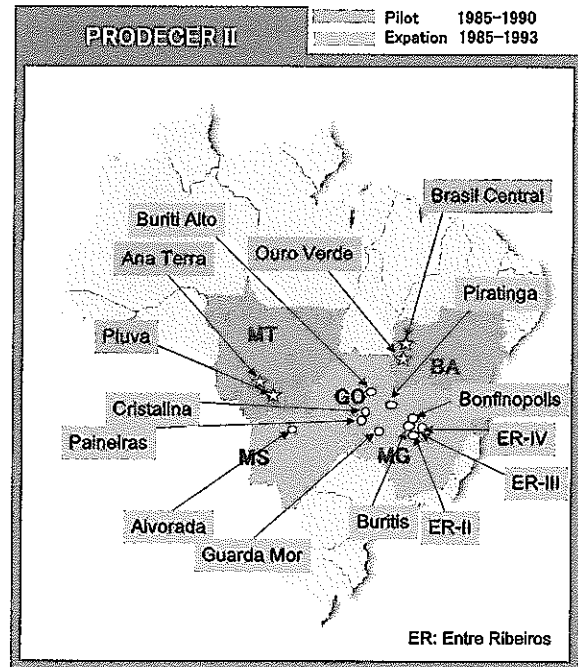 PRODECER II
Pilot 1985-1990
Expation 1985-1993
Brasil Central
Buriti Alto
Ouro Verde
Ana Terra
Piratinga
MT
Pluva
BA
GO
Bonfinopolis
Cristalina
ER-IV
Paineiras
MS
MG
ER-III
Alvorada
Buritis
ER-II
Guarda Mor
ER: Entre Ribeiros